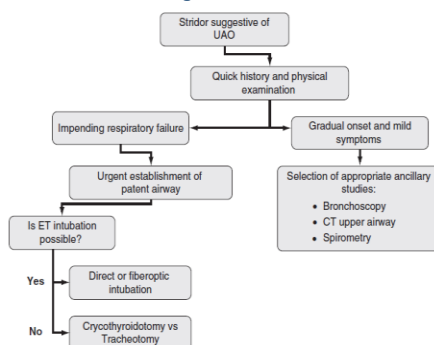 Stridor suggestive of
UAO
Quick history and physical
examination
Impending respiratory failure
Gradual onset and mild
symptoms
Urgent establishment of
patent airway
Selection of appropriate ancillary
studies:
• Bronchoscopy
• CT upper airway
• Spirometry
Is ET intubation
possible?
Yes
Direct or fiberoptic
intubation
No
Crycothyroidotomy vs
Tracheotomy